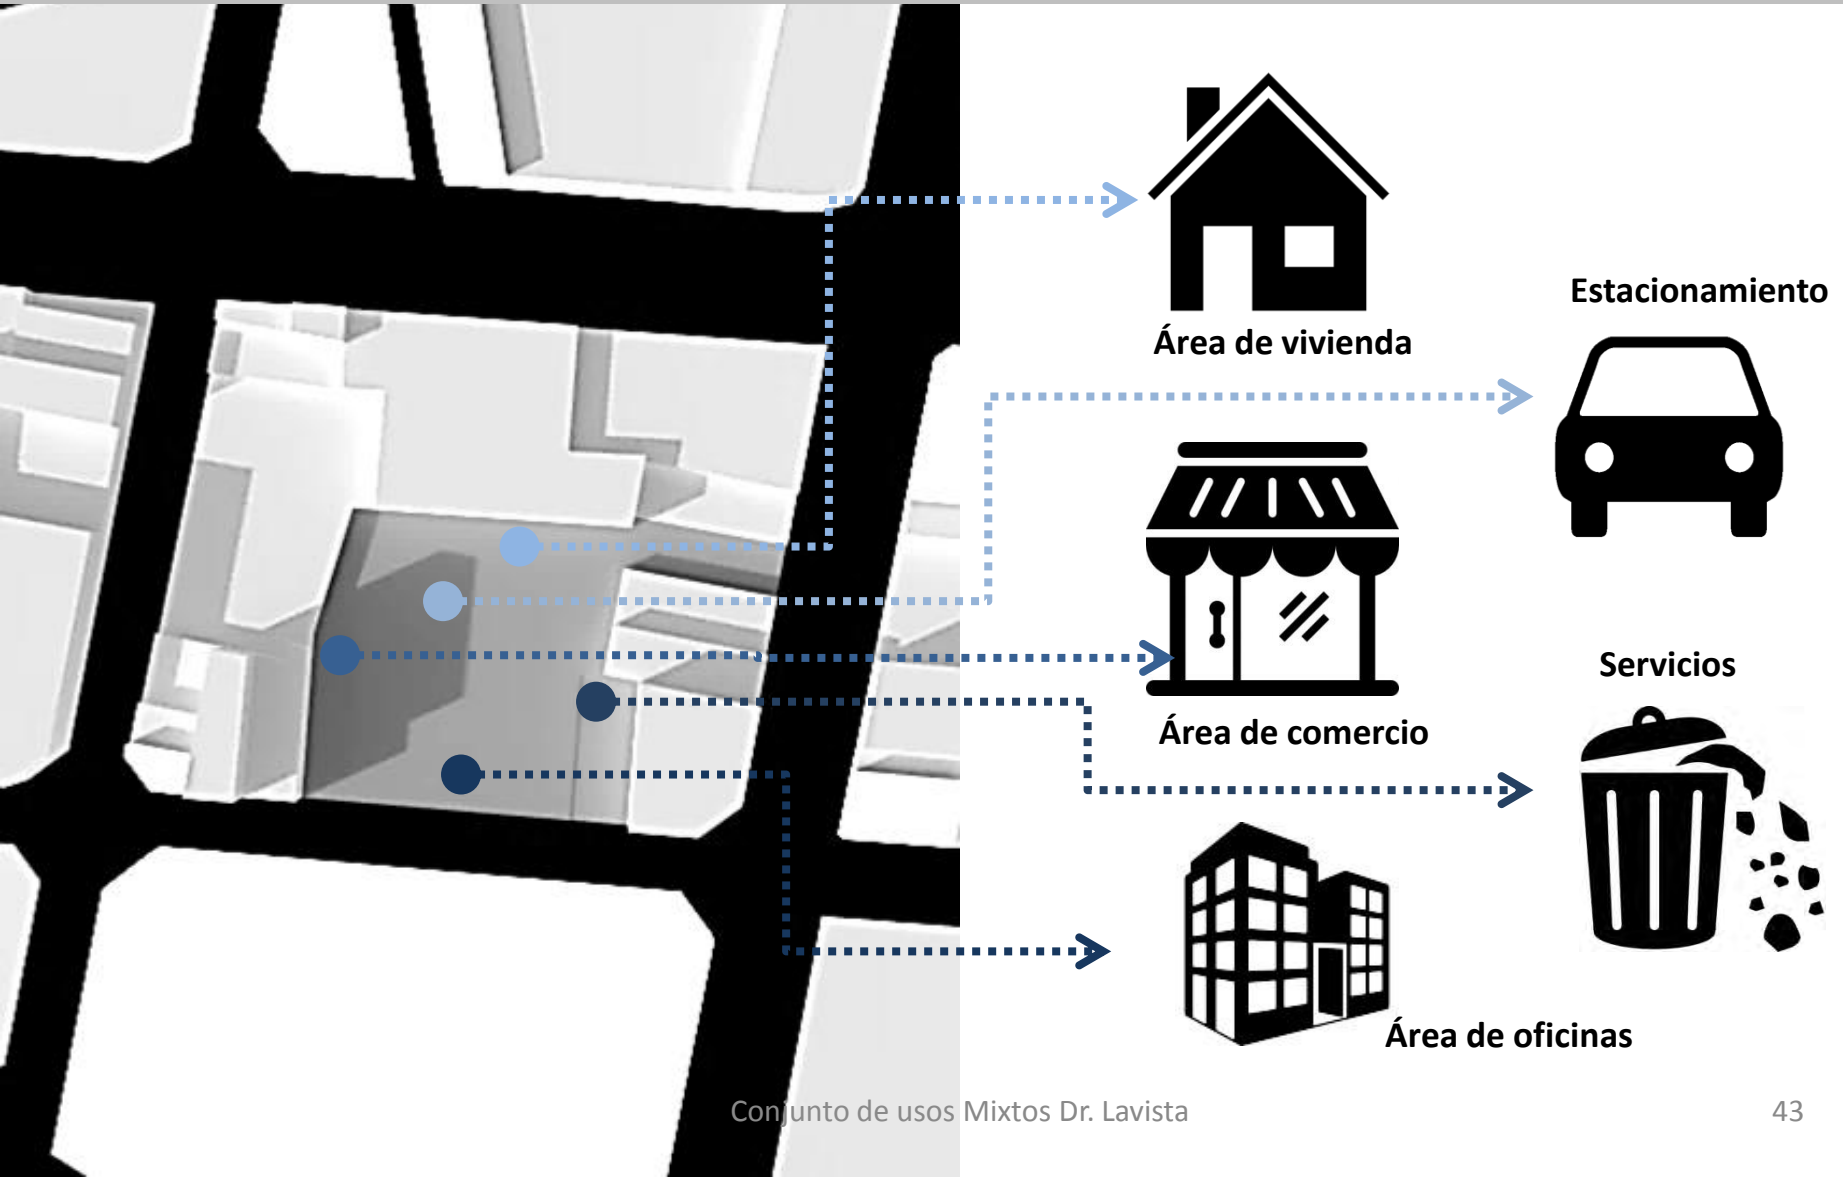 Área de vivienda
Estacionamiento
Área de comercio
Servicios
Área de oficinas
Conjunto de usos Mixtos Dr. Lavista
43